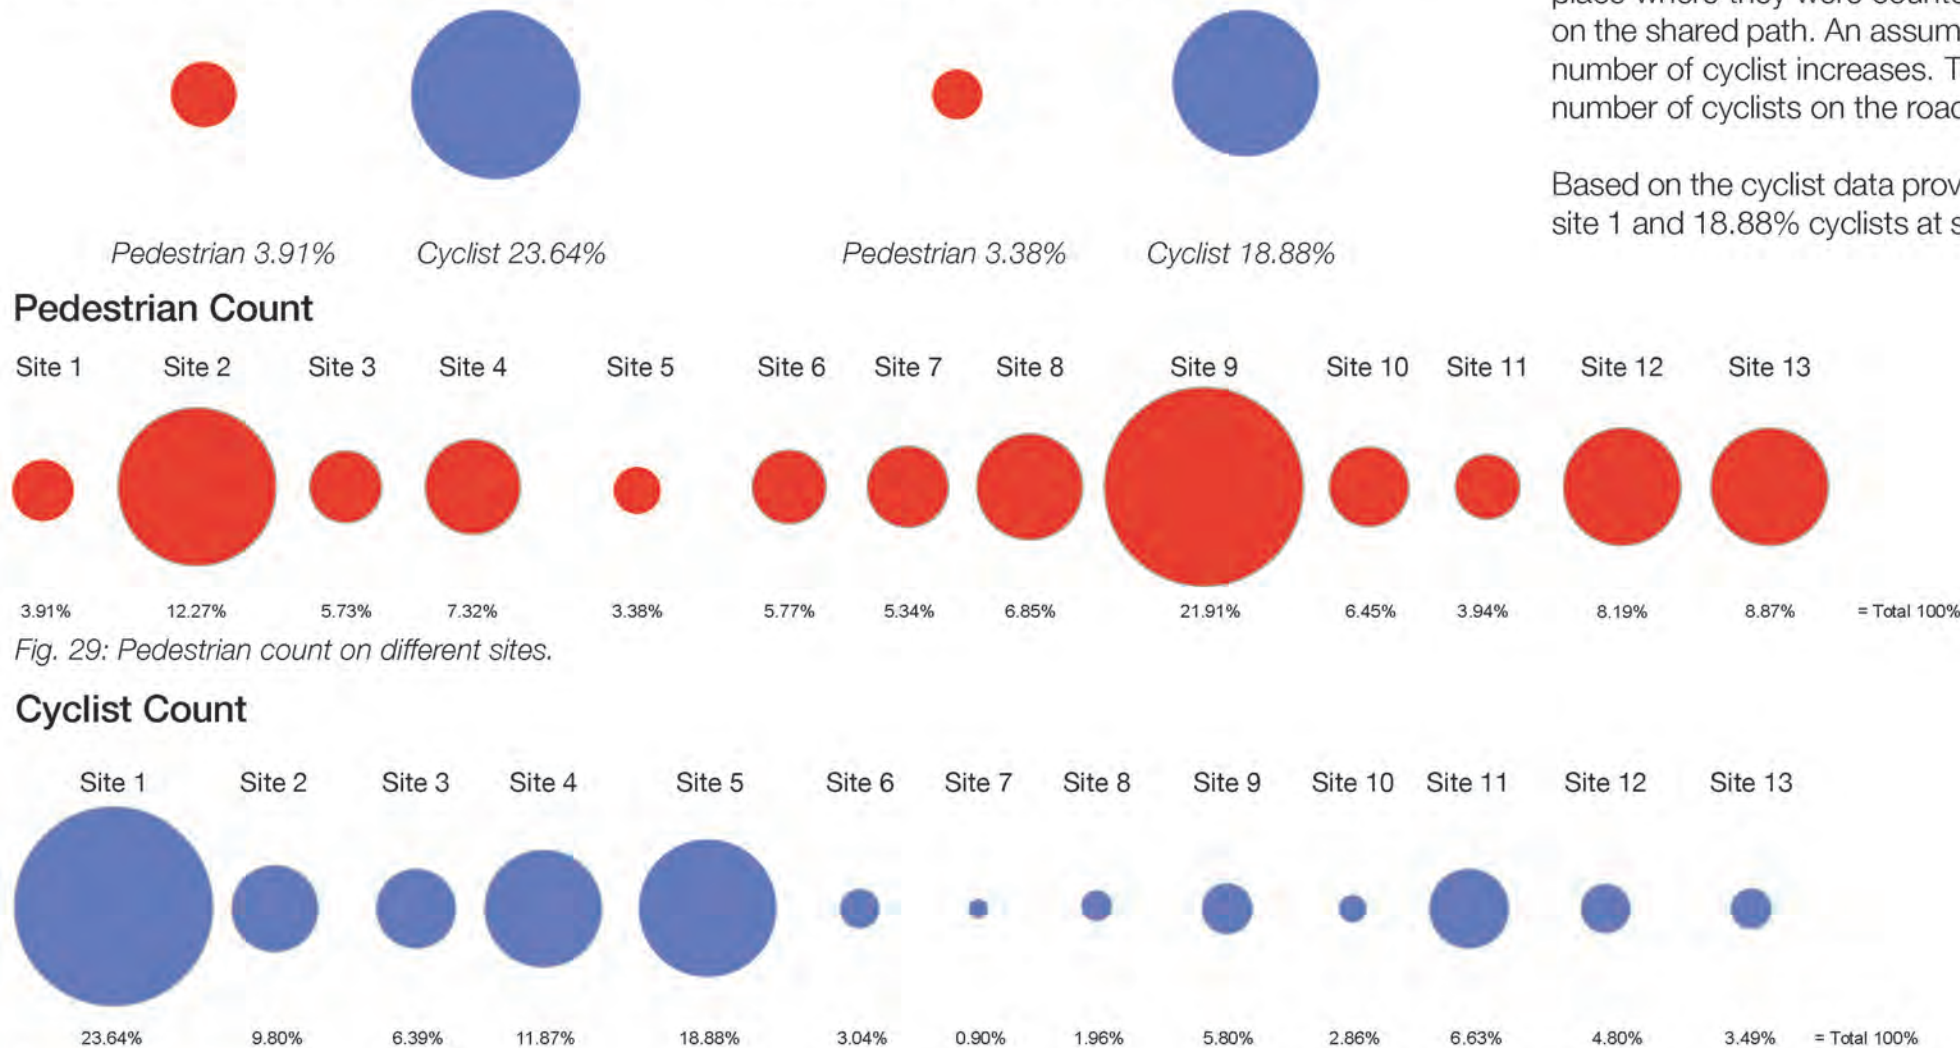 place where they were
on the shared path. An
number of cyclist increases.
number of cyclists on the
Based on the cyclist data
site 1 and 18.88% cyclists at
Pedestrian 3.91% Cyclist 23.64% Pedestrian 3.38% Cyclist 18.88%
Pedestrian Count
Site 1 Site 2 Site 3 Site 4 Site 5 Site 6 Site 7 Site 8 Site 9 Site 10 Site 11 Site 12 Site 13
3.91% 12.27% 5.73% 7.32% 3.38% 5.77% 5.34% 6.85% 21.91% 6.45% 3.94% 8.19% 8.87% = Total 100%
Fig. 29: Pedestrian count on different sites.
Cyclist Count
Site 1 Site 2 Site 3 Site 4 Site 5 Site 6 Site 7 Site 8 Site 9 Site 10 Site 11 Site 12 Site 13
23.64% 9.80% 6.39% 11.87% 18.88% 3.04% 0.90% 1.96% 5.80% 2.86% 6.63% 4.80% 3.49% = Total 100%